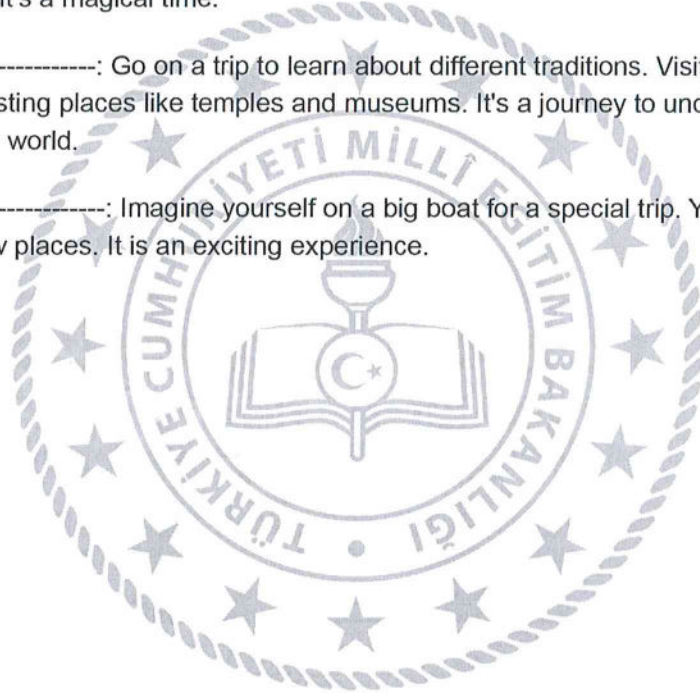 It's a magical time.
-----------: Go on a trip to learn about different traditions. Visi
sting places like temples and museums. It's a journey to und
world.
------------: Imagine yourself on a big boat for a special trip. Y
w places. It is an exciting experience.
TÜRKİYE CUMHURİYETİ MİLLÎ EĞİTİM BAKANLIĞI